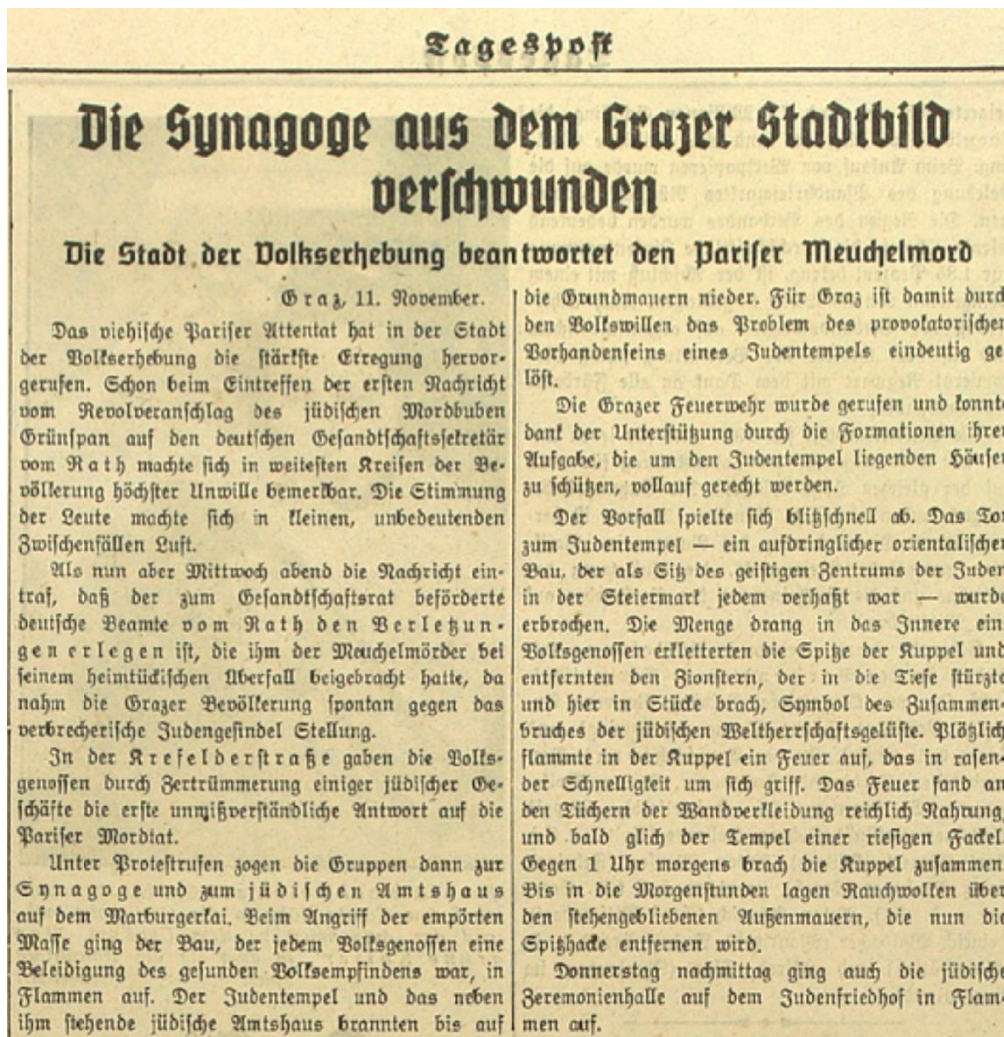 Tagespost
Die Synagoge aus dem Grazer Stadtbild
verschwunden
Die Stadt der Volkserhebung beantwortet den Pariser Meuchelmord
Graz, 11. November.
Das viehische Pariser Attentat hat in der Stadt
der Volkserhebung die stärkste Erregung hervor-
gerufen. Schon beim Eintreffen der ersten Nachricht
vom Revolveranschlag des jüdischen Mordbuben
Grünspan auf den deutschen Gesandtschaftssekretär
vom Rath machte sich in weitesten Kreisen der Be-
völkerung höchster Unwille bemerkbar. Die Stimmung
der Leute machte sich in kleinen, unbedeutenden
Zwischenfällen Luft.
Als nun aber Mittwoch abend die Nachricht ein-
traf, daß der zum Gesandtschaftsrat beförderte
deutsche Beamte vom Rath den Verletzun-
gen erlegen ist, die ihm der Meuchelmörder bei
seinem heimtückischen Überfall beigebracht hatte, da
nahm die Grazer Bevölkerung spontan gegen das
verbrecherische Judengesindel Stellung.
In der Krefelderstraße gaben die Volks-
genossen durch Zertrümmerung einiger jüdischer Ge-
schäfte die erste unmißverständliche Antwort auf die
Pariser Mordtat.
Unter Protestrufen zogen die Gruppen dann zur
Synagoge und zum jüdischen Amtshaus
auf dem Marburgerkai. Beim Angriff der empörten
Masse ging der Bau, der jedem Volksgenossen eine
Beleidigung des gesunden Volksempfindens war, in
Flammen auf. Der Judentempel und das neben
ihm stehende jüdische Amtshaus brannten bis auf
die Grundmauern nieder. Für Graz ist damit durch
den Volkswillen das Problem des provokatorischen
Vorhandenseins eines Judentempels eindeutig ge
löst.
Die Grazer Feuerwehr wurde gerufen und konnte
dank der Unterstützung durch die Formationen ihrer
Aufgabe, die um den Judentempel liegenden Häuser
zu schützen, vollauf gerecht werden.
Der Vorfall spielte sich blitzschnell ab. Das Tor
zum Judentempel — ein aufdringlicher orientalischer
Bau, der als Sitz des geistigen Zentrums der Juden
in der Steiermark jedem verhaßt war — wurde
erbrochen. Die Menge drang in das Innere ein
Volksgenossen erkletterten die Spitze der Kuppel und
entfernten den Zionstern, der in die Tiefe stürzte
und hier in Stücke brach, Symbol des Zusammen-
bruches der jüdischen Weltherrschaftsgelüste. Plötzlich
flammte in der Kuppel ein Feuer auf, das in rasen-
der Schnelligkeit um sich griff. Das Feuer fand an
den Tüchern der Wandverkleidung reichlich Nahrung,
und bald glich der Tempel einer riesigen Fackel.
Gegen 1 Uhr morgens brach die Kuppel zusammen
Bis in die Morgenstunden lagen Rauchwolken über
den stehengebliebenen Außenmauern, die nun die
Spitzhacke entfernen wird.
Donnerstag nachmittag ging auch die jüdische
Zeremonienhalle auf dem Judenfriedhof in Flam-
men auf.